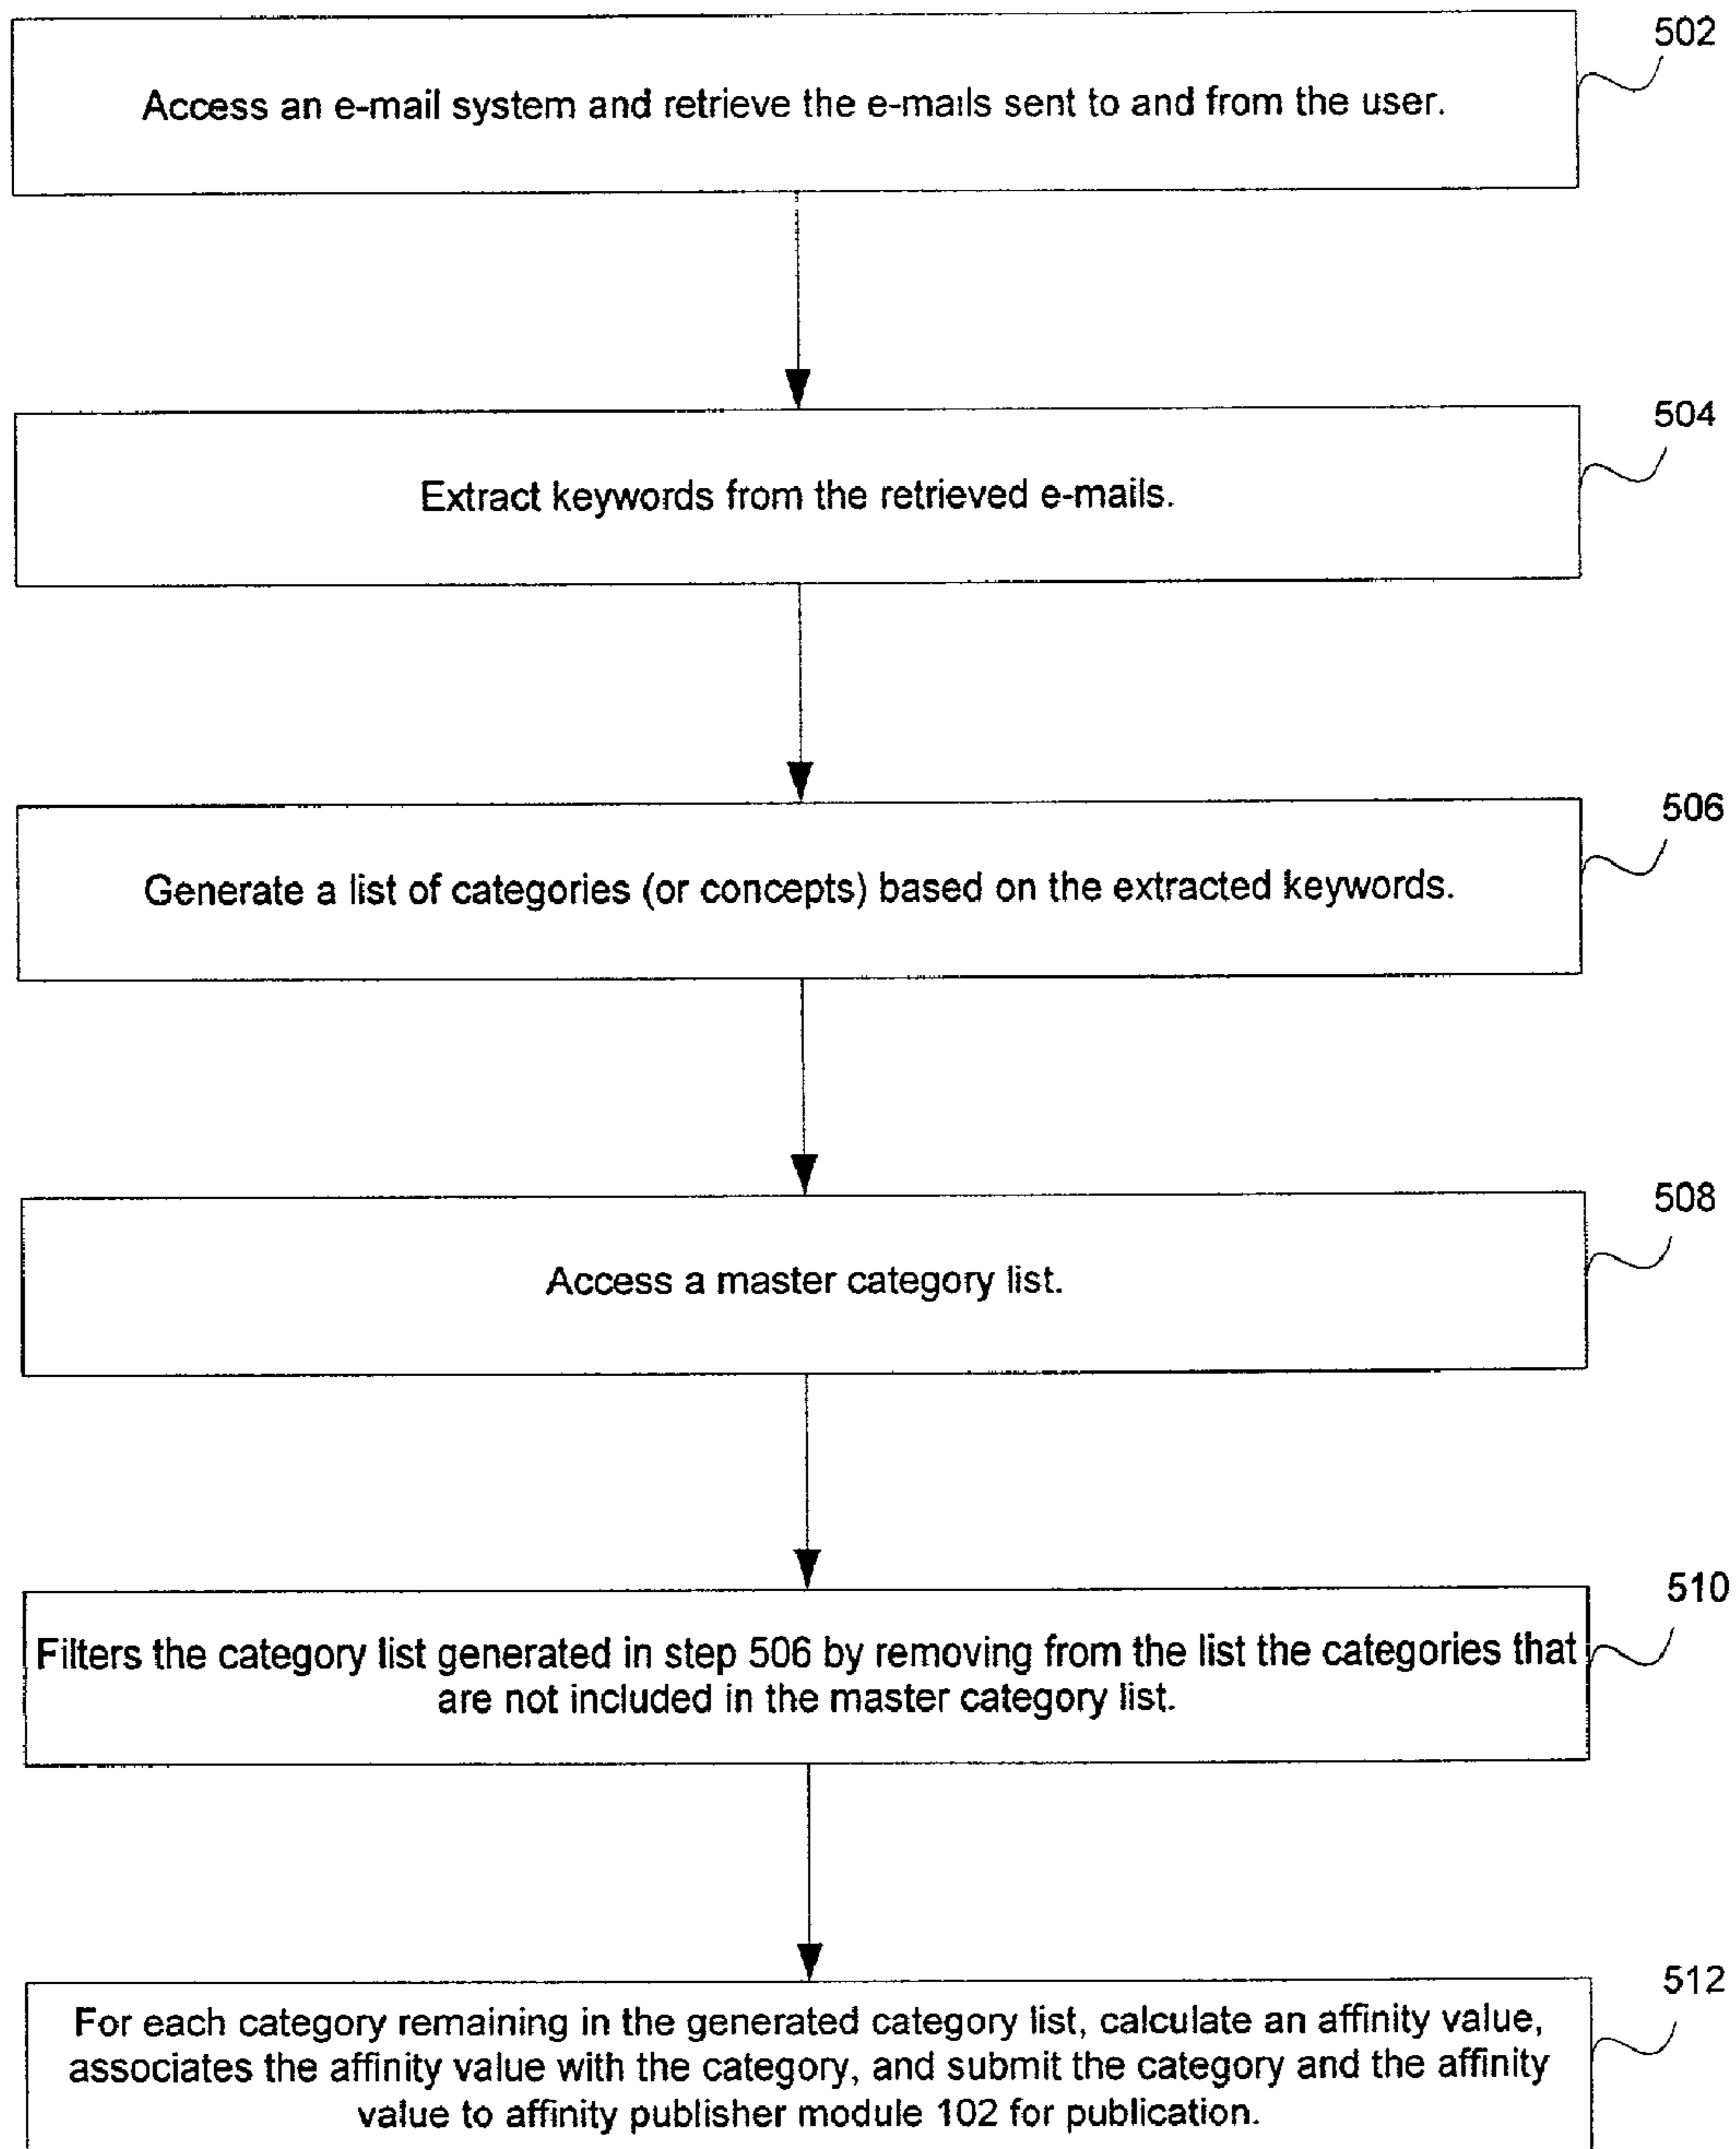 502
Access an e-mail system and retrieve the e-mails sent to and from the user.
504
Extract keywords from the retrieved e-mails.
506
Generate a list of categories (or concepts) based on the extracted keywords.
508
Access a master category list.
510
Filters the category list generated in step 506 by removing from the list the categories that
are not included in the master category list.
512
For each category remaining in the generated category list, calculate an affinity value,
associates the affinity value with the category, and submit the category and the affinity
value to affinity publisher module 102 for publication.